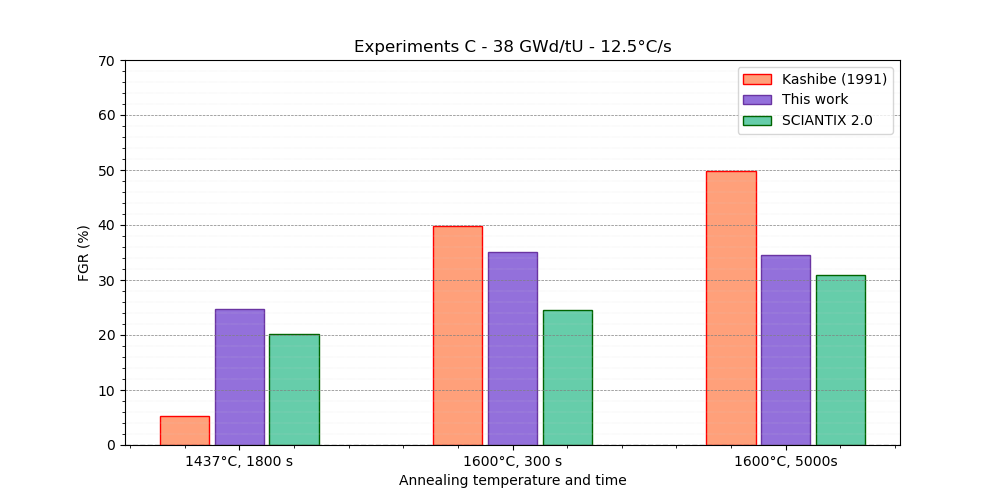 Experiments C - 38 GWd/tU - 12.5°C/s
70
60
50
40
30
20
10
0
FGR (%)
Kashibe (1991)
This work
SCIANTIX 2.0
1437°C, 1800 s
1600°C, 300 s
1600°C, 5000s
Annealing temperature and time